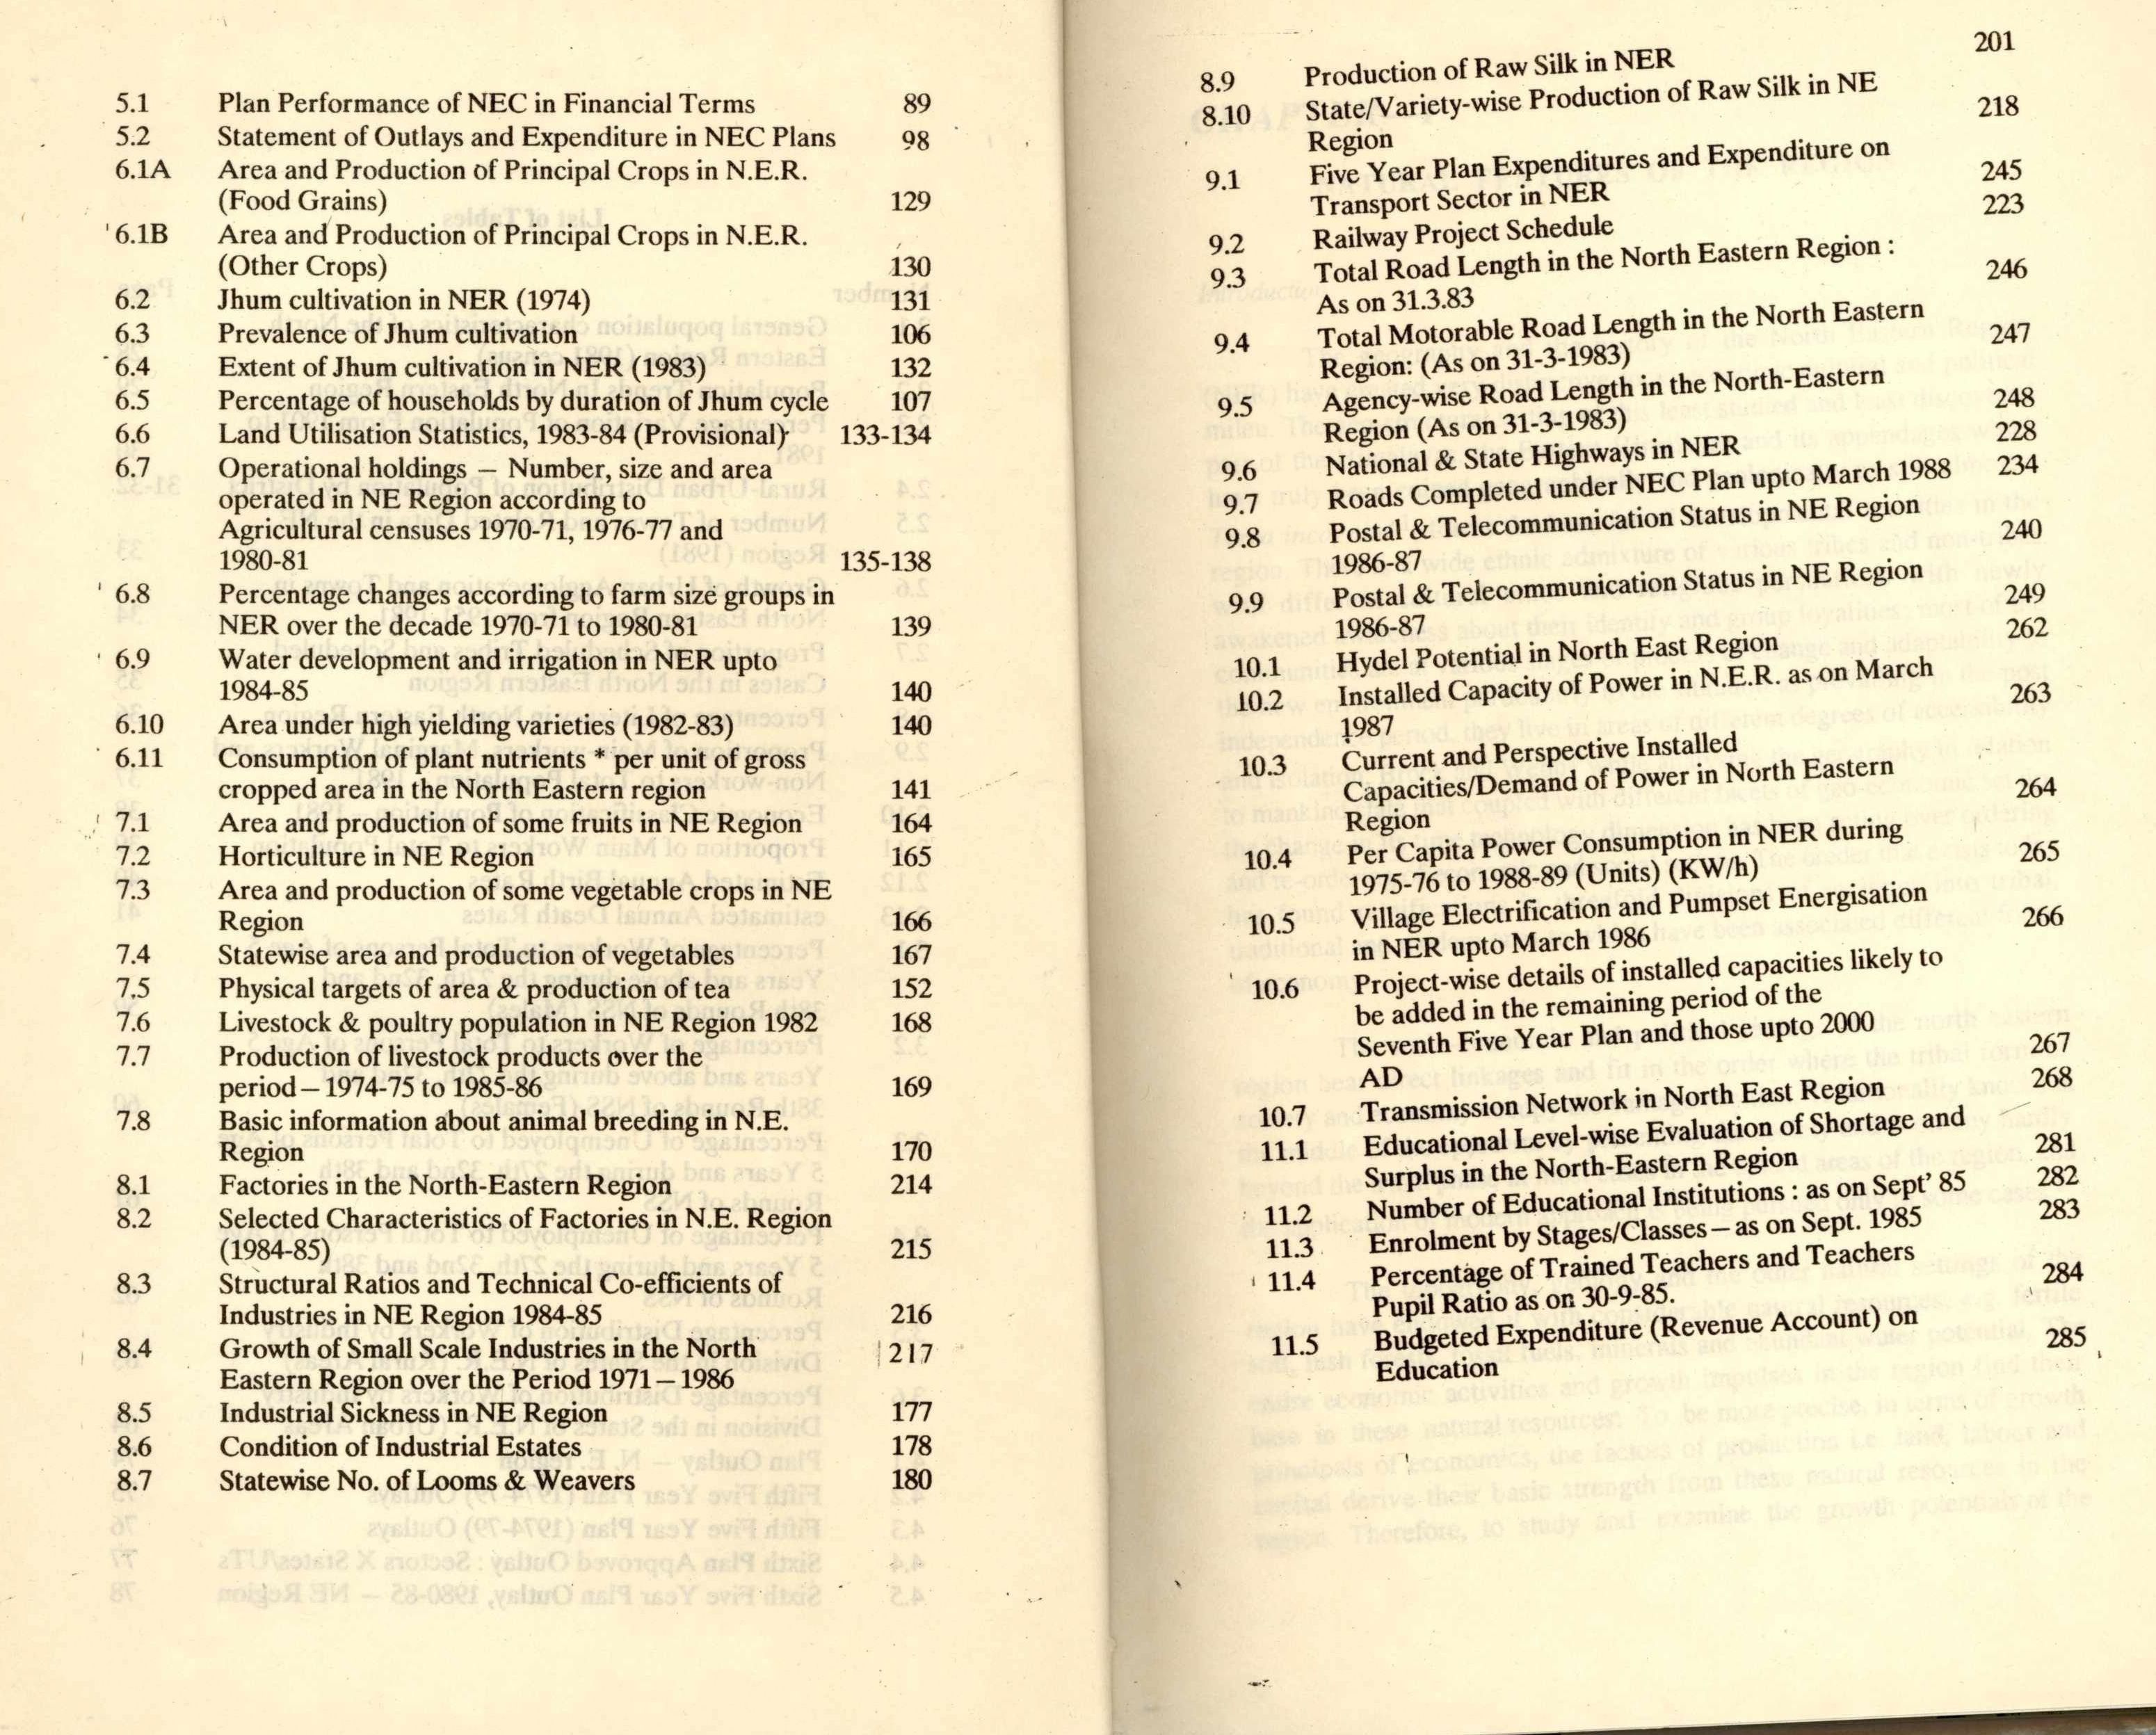 5.1 Plan Performance of NEC in Financial Terms 89
5.2 Statement of Outlays and Expenditure in NEC Plans 98
6.1A Area and Production of Principal Crops in N.E.R.
(Food Grains) 129
6.1B Area and Production of Principal Crops in N.E.R.
(Other Crops) 130
6.2 Jhum cultivation in NER (1974) 131
6.3 Prevalence of Jhum cultivation 106
6.4 Extent of Jhum cultivation in NER (1983) 132
6.5 Percentage of households by duration of Jhum cycle 107
6.6 Land Utilisation Statistics, 1983-84 (Provisional) 133-134
6.7 Operational holdings — Number, size and area
operated in NE Region according to
Agricultural censuses 1970-71, 1976-77 and
1980-81 135-138
6.8 Percentage changes according to farm size groups in
NER over the decade 1970-71 to 1980-81 139
6.9 Water development and irrigation in NER upto
1984-85 140
6.10 Area under high yielding varieties (1982-83) 140
6.11 Consumption of plant nutrients * per unit of gross
cropped area in the North Eastern region 141
7.1 Area and production of some fruits in NE Region 164
7.2 Horticulture in NE Region 165
7.3 Area and production of some vegetable crops in NE
Region 166
7.4 Statewise area and production of vegetables 167
7.5 Physical targets of area & production of tea 152
7.6 Livestock & poultry population in NE Region 1982 168
7.7 Production of livestock products over the
period — 1974-75 to 1985-86 169
7.8 Basic information about animal breeding in N.E.
Region 170
8.1 Factories in the North-Eastern Region 214
8.2 Selected Characteristics of Factories in N.E. Region
(1984-85) 215
8.3 Structural Ratios and Technical Co-efficients of
Industries in NE Region 1984-85 216
8.4 Growth of Small Scale Industries in the North 217
Eastern Region over the Period 1971 — 1986
8.5 Industrial Sickness in NE Region 177
8.6 Condition of Industrial Estates 178
8.7 Statewise No. of Looms & Weavers 180
8.9 Production of Raw Silk in NER 201
8.10 State/Variety-wise Production of Raw Silk in NE
Region 218
9.1 Five Year Plan Expenditures and Expenditure on
Transport Sector in NER 245
9.2 Railway Project Schedule 223
9.3 Total Road Length in the North Eastern Region :
As on 31.3.83 246
9.4 Total Motorable Road Length in the North Eastern
Region: (As on 31-3-1983) 247
9.5 Agency-wise Road Length in the North-Eastern
Region (As on 31-3-1983) 248
9.6 National & State Highways in NER 228
9.7 Roads Completed under NEC Plan upto March 1988 234
9.8 Postal & Telecommunication Status in NE Region
1986-87 240
9.9 Postal & Telecommunication Status in NE Region
1986-87 249
10.1 Hydel Potential in North East Region 262
10.2 Installed Capacity of Power in N.E.R. as on March
1987 263
10.3 Current and Perspective Installed
Capacities/Demand of Power in North Eastern
Region 264
10.4 Per Capita Power Consumption in NER during
1975-76 to 1988-89 (Units) (KW/h) 265
10.5 Village Electrification and Pumpset Energisation
in NER upto March 1986 266
10.6 Project-wise details of installed capacities likely to
be added in the remaining period of the
Seventh Five Year Plan and those upto 2000
AD 267
10.7 Transmission Network in North East Region 268
11.1 Educational Level-wise Evaluation of Shortage and
Surplus in the North-Eastern Region 281
11.2 Number of Educational Institutions : as on Sept' 85 282
11.3 Enrolment by Stages/Classes — as on Sept. 1985 283
11.4 Percentage of Trained Teachers and Teachers
Pupil Ratio as on 30-9-85. 284
11.5 Budgeted Expenditure (Revenue Account) on
Education 285